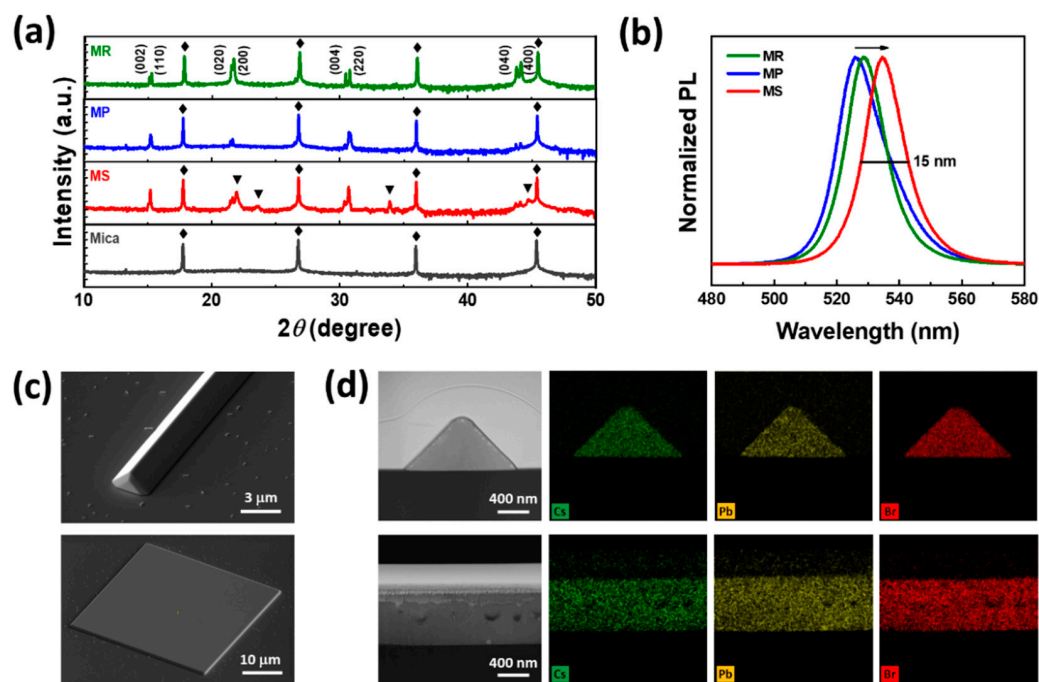 (a)
Intensity (a.u.)
MR
(002)
(110)
(020)
(200)
(004)
(220)
(040)
(400)
MP
MS
Mica
10 20 30 40 50
2θ (degree)
(b)
Normalized PL
MR
MP
MS
15 nm
480 500 520 540 560 580
Wavelength (nm)
(c)
3 μm
10 μm
(d)
400 nm
Cs
Pb
Br
400 nm
Cs
Pb
Br